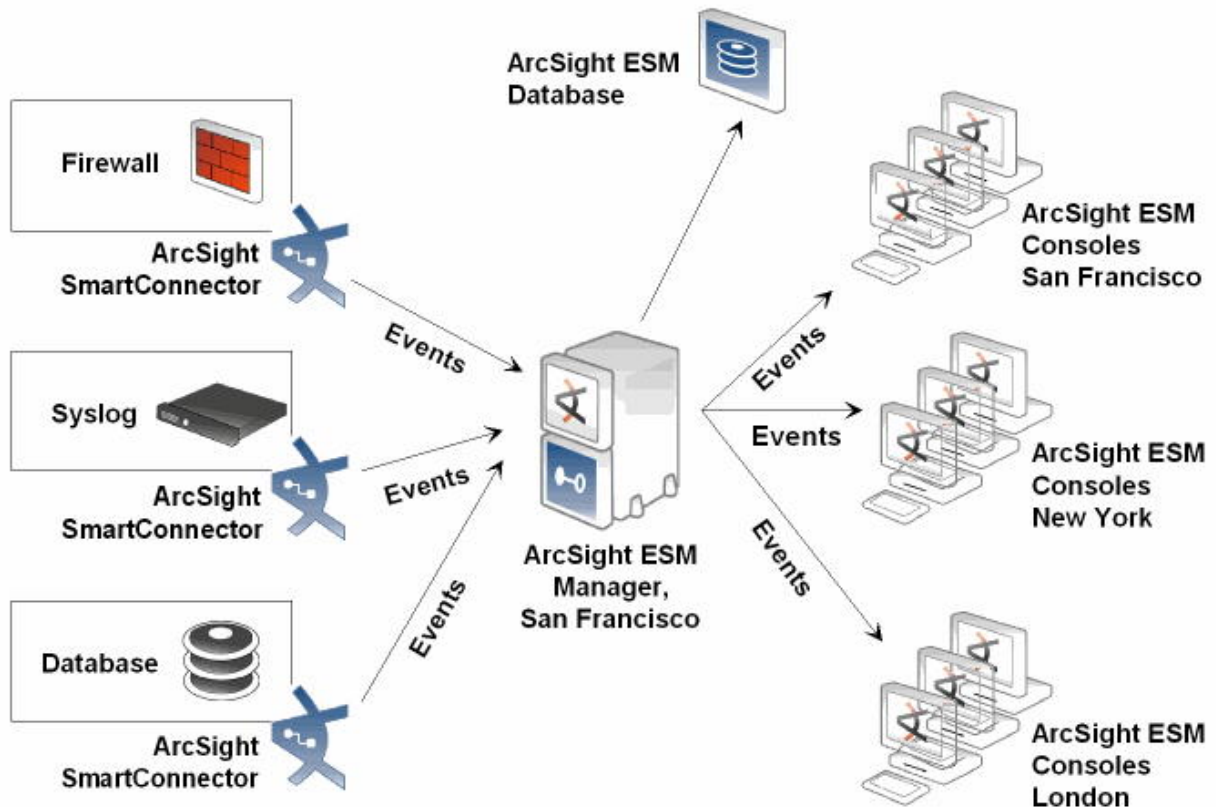 ArcSight ESM
Database
Firewall
ArcSight
SmartConnector
Events
Syslog
ArcSight
SmartConnector
Events
Database
ArcSight
SmartConnector
Events
ArcSight ESM
Manager,
San Francisco
Events
ArcSight ESM
Consoles
San Francisco
Events
ArcSight ESM
Consoles
New York
Events
ArcSight ESM
Consoles
London